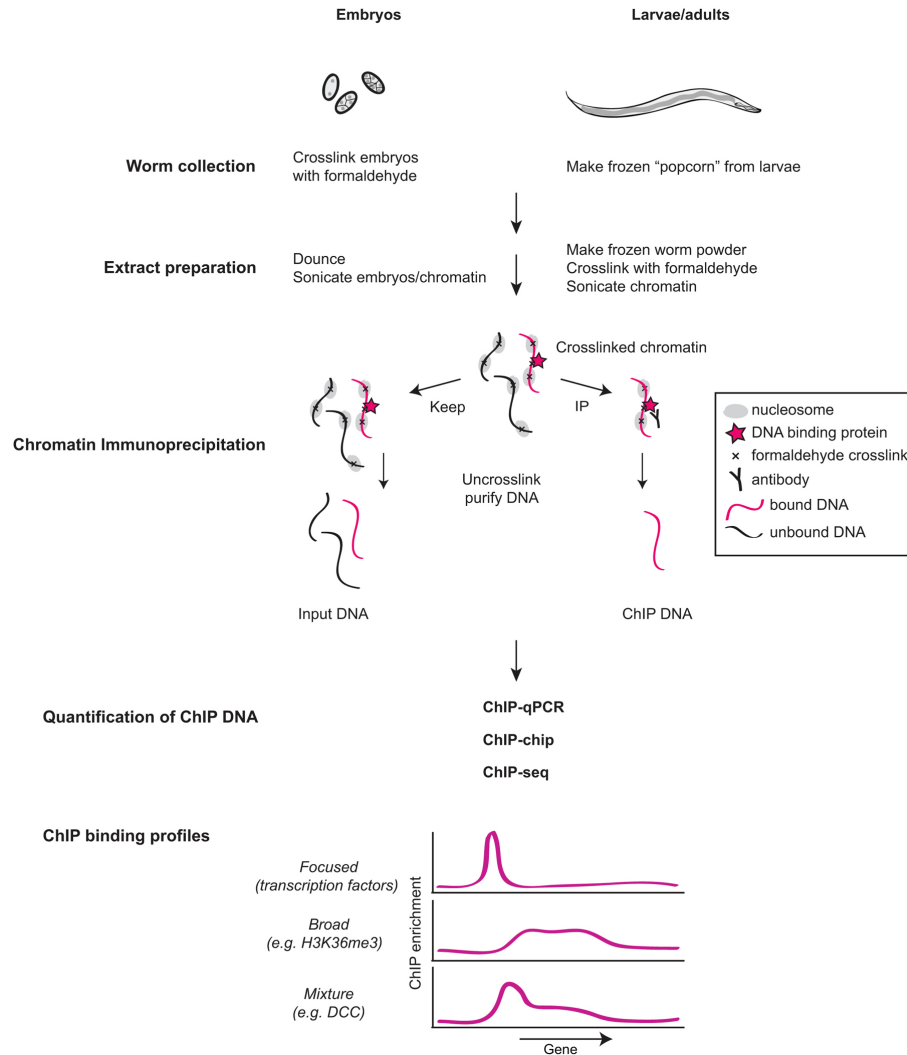 Embryos
Larvae/adults
Worm collection
Crosslink embryos
with formaldehyde
Make frozen “popcorn” from larvae
Extract preparation
Dounce
Sonicate embryos/chromatin
Make frozen worm powder
Crosslink with formaldehyde
Sonicate chromatin
Crosslinked chromatin
Keep
IP
Chromatin Immunoprecipitation
Uncrosslink
purify DNA
nucleosome
DNA binding protein
formaldehyde crosslink
antibody
bound DNA
unbound DNA
Input DNA
ChIP DNA
Quantification of ChIP DNA
ChIP-qPCR
ChIP-chip
ChIP-seq
ChIP binding profiles
Focused
(transcription factors)
Broad
(e.g. H3K36me3)
Mixture
(e.g. DCC)
ChIP enrichment
Gene